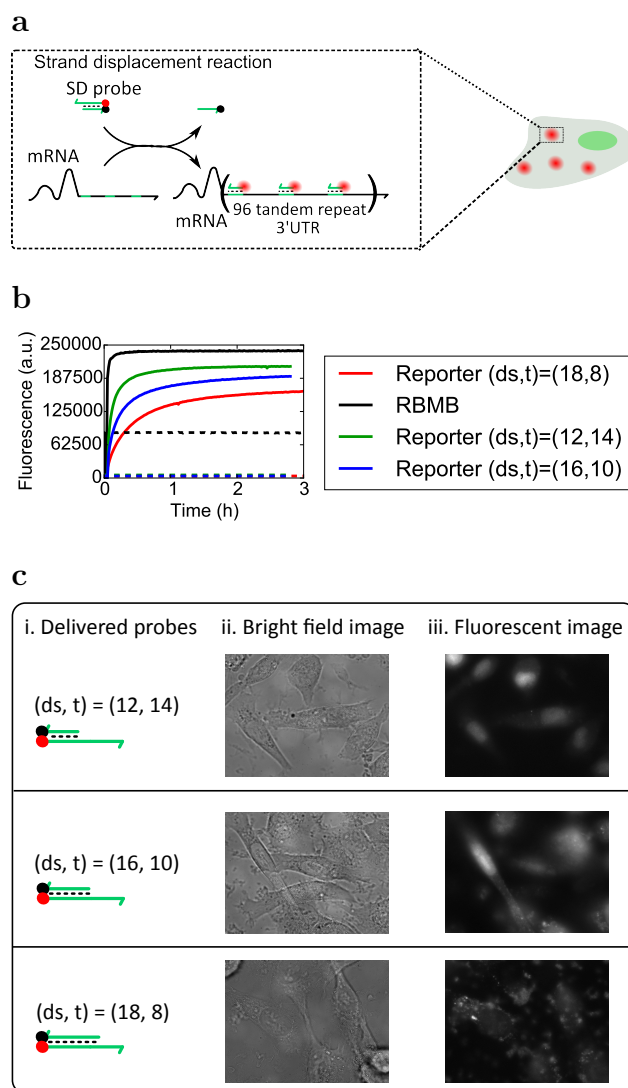 a
Strand displacement reaction
SD probe
mRNA
mRNA
96 tandem repeat
3'UTR
b
Fluorescence (a.u.)
250000
187500
125000
62500
0
0
1
2
3
Time (h)
Reporter (ds,t)=(18,8)
RBMB
Reporter (ds,t)=(12,14)
Reporter (ds,t)=(16,10)
c
i. Delivered probes
ii. Bright field image
iii. Fluorescent image
(ds, t) = (12, 14)
(ds, t) = (16, 10)
(ds, t) = (18, 8)